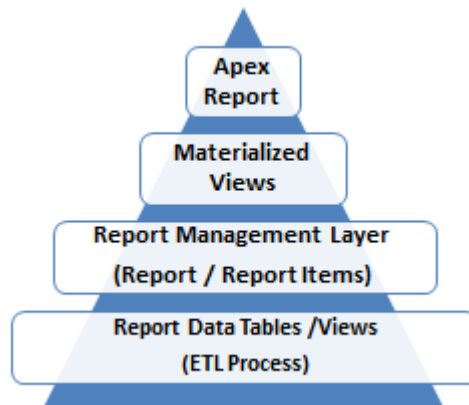 Apex
Report
Materialized
Views
Report Management Layer
(Report / Report Items)
Report Data Tables /Views
(ETL Process)